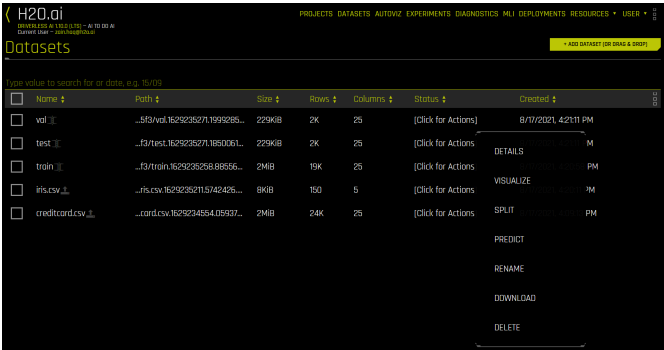 H2O.ai
DRIVERLESS AI 1.10.0 (LTS) – AI TO DO AI
Current User – zain.haq@h2o.ai
PROJECTS DATASETS AUTOVIZ EXPERIMENTS DIAGNOSTICS MLI DEPLOYMENTS RESOURCES USER
Datasets
+ ADD DATASET (OR DRAG & DROP)
Type value to search for or date, e.g. 15/09
Name Path Size Rows Columns Status Created
val ...5f3/val.1629235271.1999285... 229KiB 2K 25 [Click for Actions] 8/17/2021, 4:21:11 PM
test ...f3/test.1629235271.1850061... 229KiB 2K 25 [Click for Actions M
train ...f3/train.1629235258.88556... 2MiB 19K 25 [Click for Actions PM
iris.csv ...ris.csv.1629235211.5742426... 8KiB 150 5 [Click for Actions PM
creditcard.csv ...card.csv.1629234554.05937... 2MiB 24K 25 [Click for Actions PM
DETAILS
VISUALIZE
SPLIT
PREDICT
RENAME
DOWNLOAD
DELETE